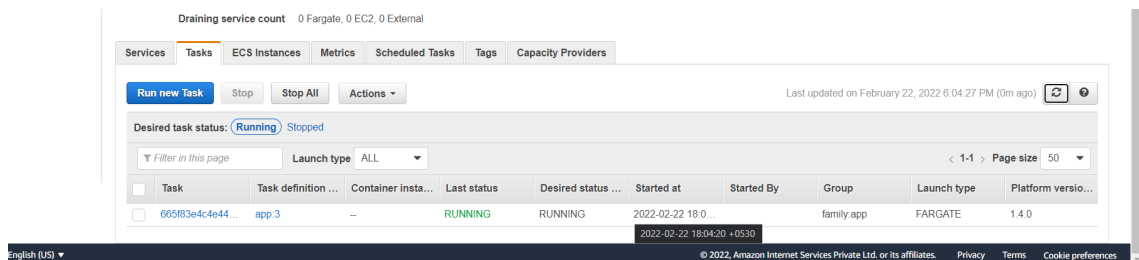 Draining service count 0 Fargate, 0 EC2, 0 External
Services Tasks ECS Instances Metrics Scheduled Tasks Tags Capacity Providers
Run new Task Stop Stop All Actions Last updated on February 22, 2022 6:04:27 PM (0m ago)
Desired task status: Running Stopped
Filter in this page Launch type ALL < 1-1 > Page size 50
Task Task definition ... Container insta... Last status Desired status ... Started at Started By Group Launch type Platform versio...
665f83e4c4e44... app:3 -- RUNNING RUNNING 2022-02-22 18:0... family:app FARGATE 1.4.0
2022-02-22 18:04:20 +0530
English (US) © 2022, Amazon Internet Services Private Ltd. or its affiliates. Privacy Terms Cookie preferences